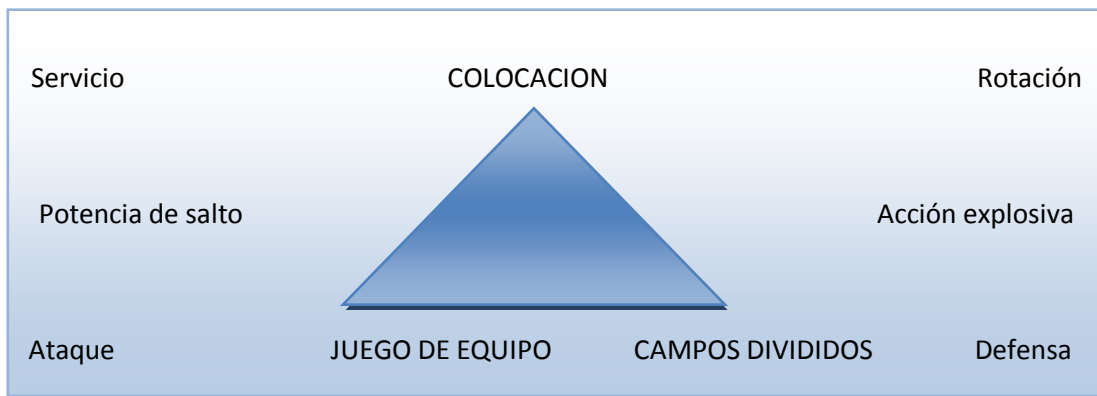 Servicio COLOCACION Rotación
Potencia de salto Acción explosiva
Ataque JUEGO DE EQUIPO CAMPOS DIVIDIDOS Defensa